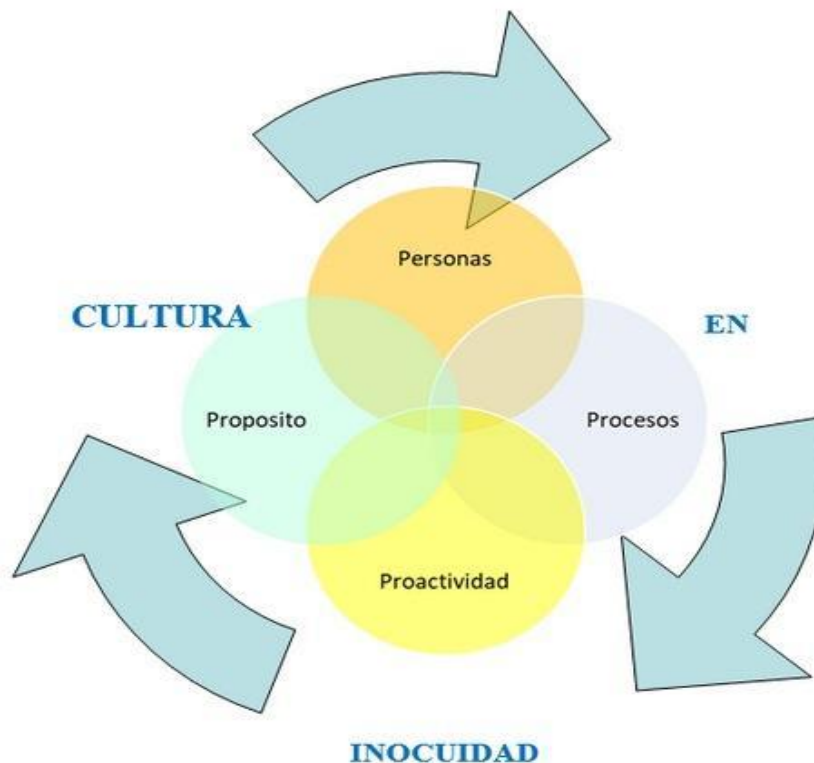 Personas
CULTURA
EN
Proposito
Procesos
Proactividad
INOCUIDAD